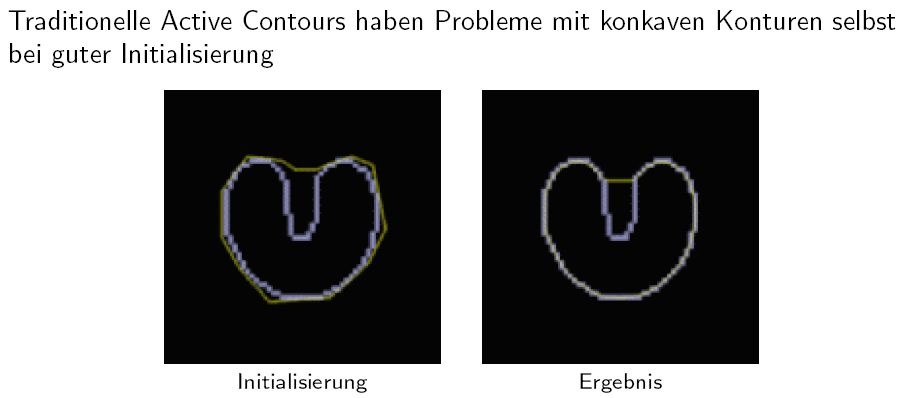 Traditionelle Active Contours haben Probleme mit konkaven Konturen selbst
bei guter Initialisierung
Initialisierung
Ergebnis